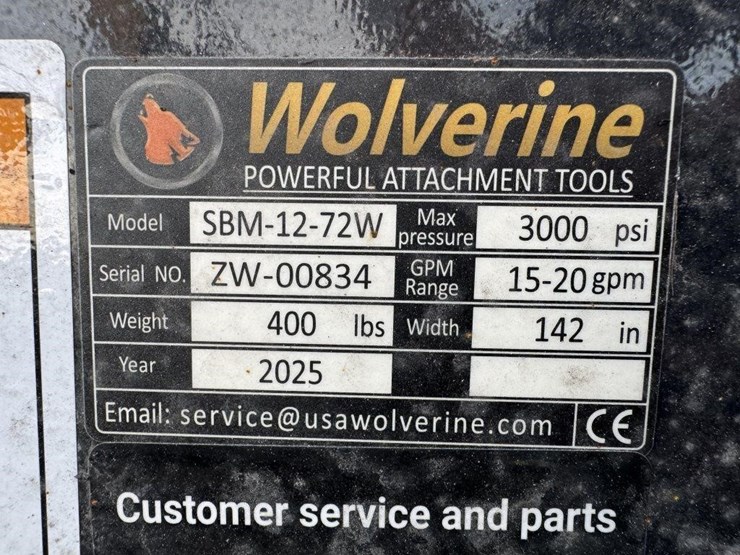 Wolverine
POWERFUL ATTACHMENT TOOLS
Model SBM-12-72W Max pressure 3000 psi
Serial NO. ZW-00834 GPM Range 15-20 gpm
Weight 400 lbs Width 142 in
Year 2025
Email: service@usawolverine.com CE
Customer service and parts